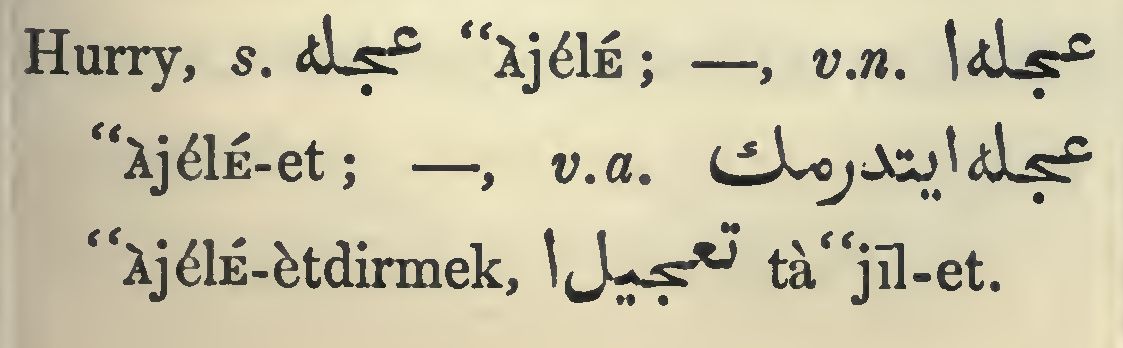 Hurry, s. عجله “Àjélé; —, v.n. عجله ا
“Àjélé-et; —, v.a. عجله ایتدرمك
“Àjélé-ètdirmek, تعجیل ا tà“jīl-et.